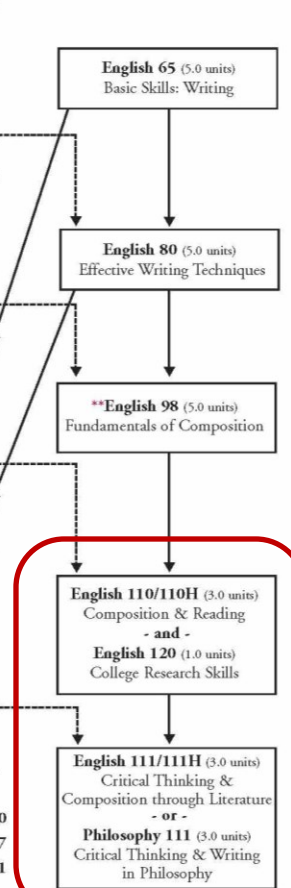 English 65 (5.0 units)
Basic Skills: Writing
English 80 (5.0 units)
Effective Writing Techniques
**English 98 (5.0 units)
Fundamentals of Composition
English 110/110H (3.0 units)
Composition & Reading
- and -
English 120 (1.0 units)
College Research Skills
English 111/111H (3.0 units)
Critical Thinking &
Composition through Literature
- or -
Philosophy 111 (3.0 units)
Critical Thinking & Writing
in Philosophy
0
7
1